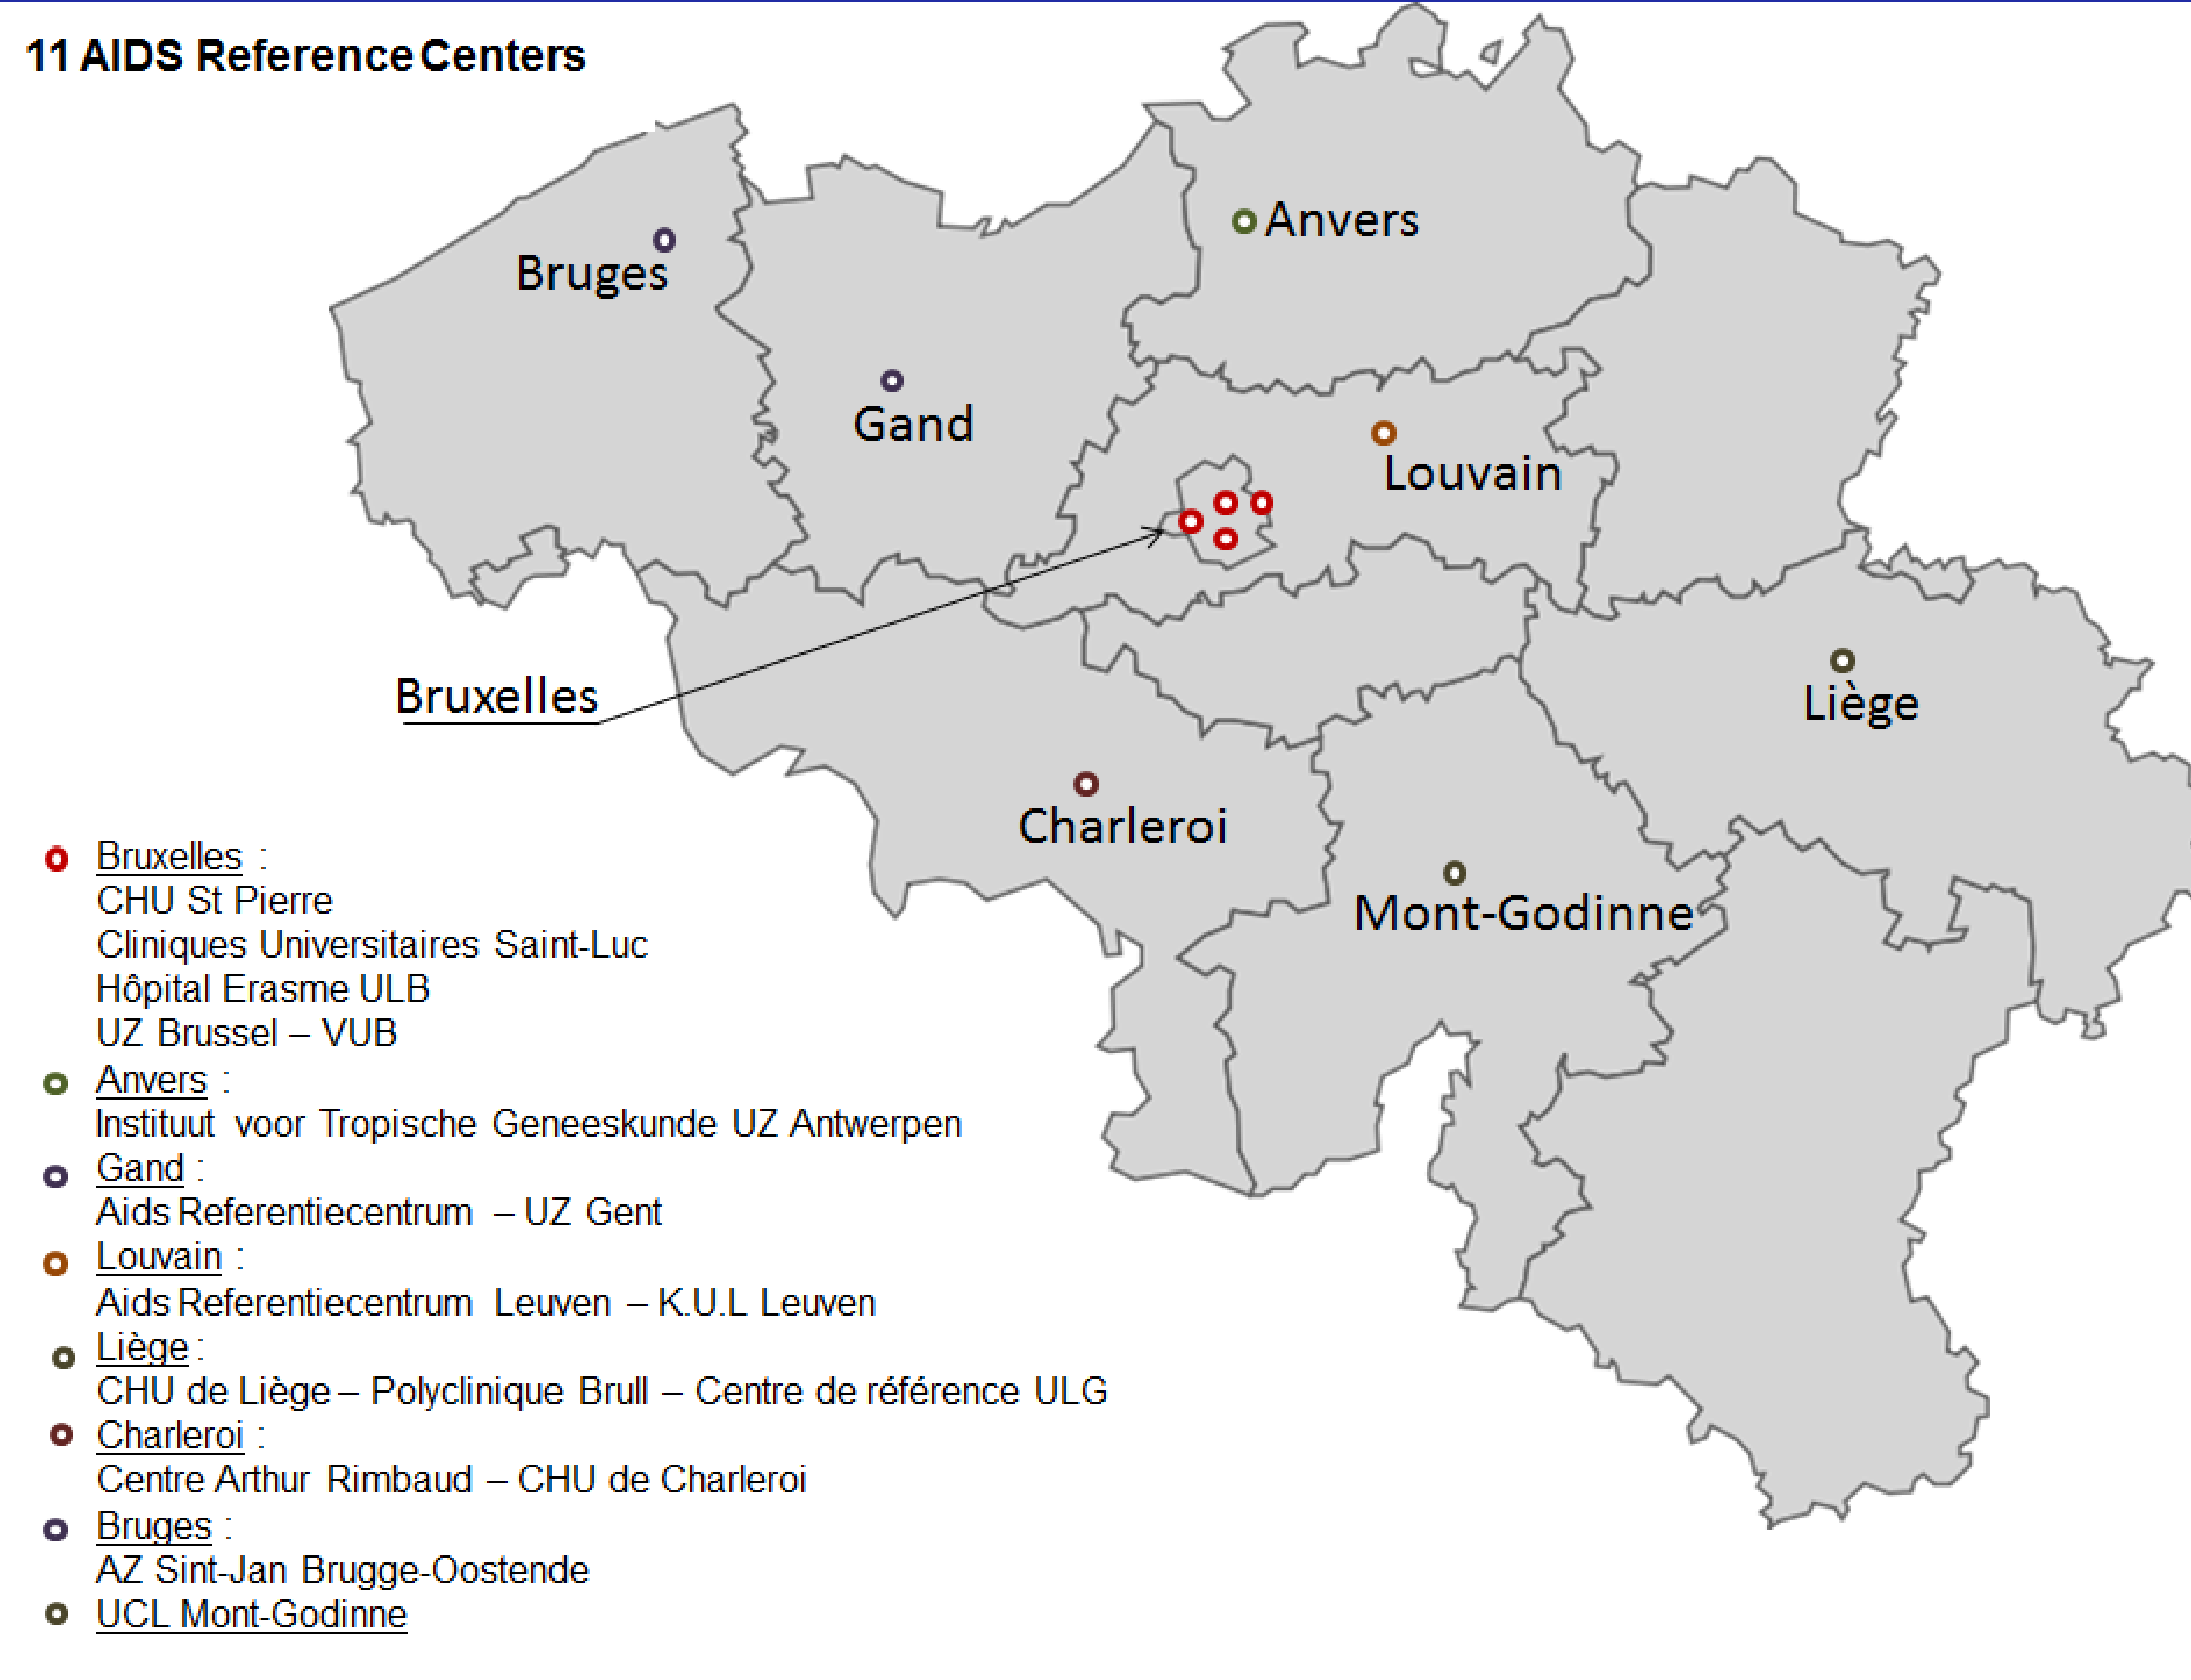 11 AIDS Reference Centers
Anvers
Bruges
Gand
Louvain
Bruxelles
Liège
Charleroi
Mont-Godinne
Bruxelles :
CHU St Pierre
Cliniques Universitaires Saint-Luc
Hôpital Erasme ULB
UZ Brussel – VUB
Anvers :
Instituut voor Tropische Geneeskunde UZ Antwerpen
Gand :
Aids Referentiecentrum – UZ Gent
Louvain :
Aids Referentiecentrum Leuven – K.U.L Leuven
Liège :
CHU de Liège – Polyclinique Brull – Centre de référence ULG
Charleroi :
Centre Arthur Rimbaud – CHU de Charleroi
Bruges :
AZ Sint-Jan Brugge-Oostende
UCL Mont-Godinne